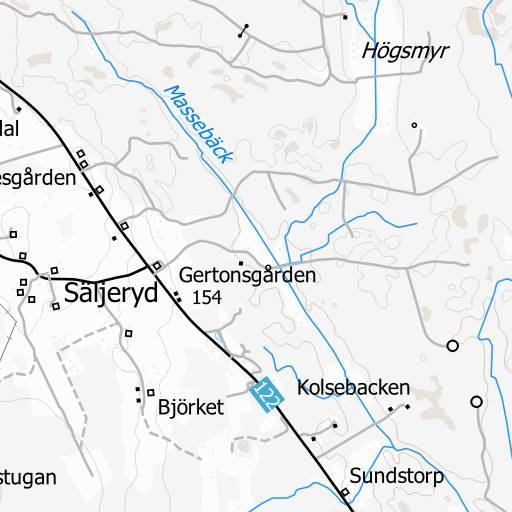 Högsmyr
Massebäck
dal
esgården
Gertonsgården
154
Säljeryd
122
Kolsebacken
Björket
stugan
Sundstorp